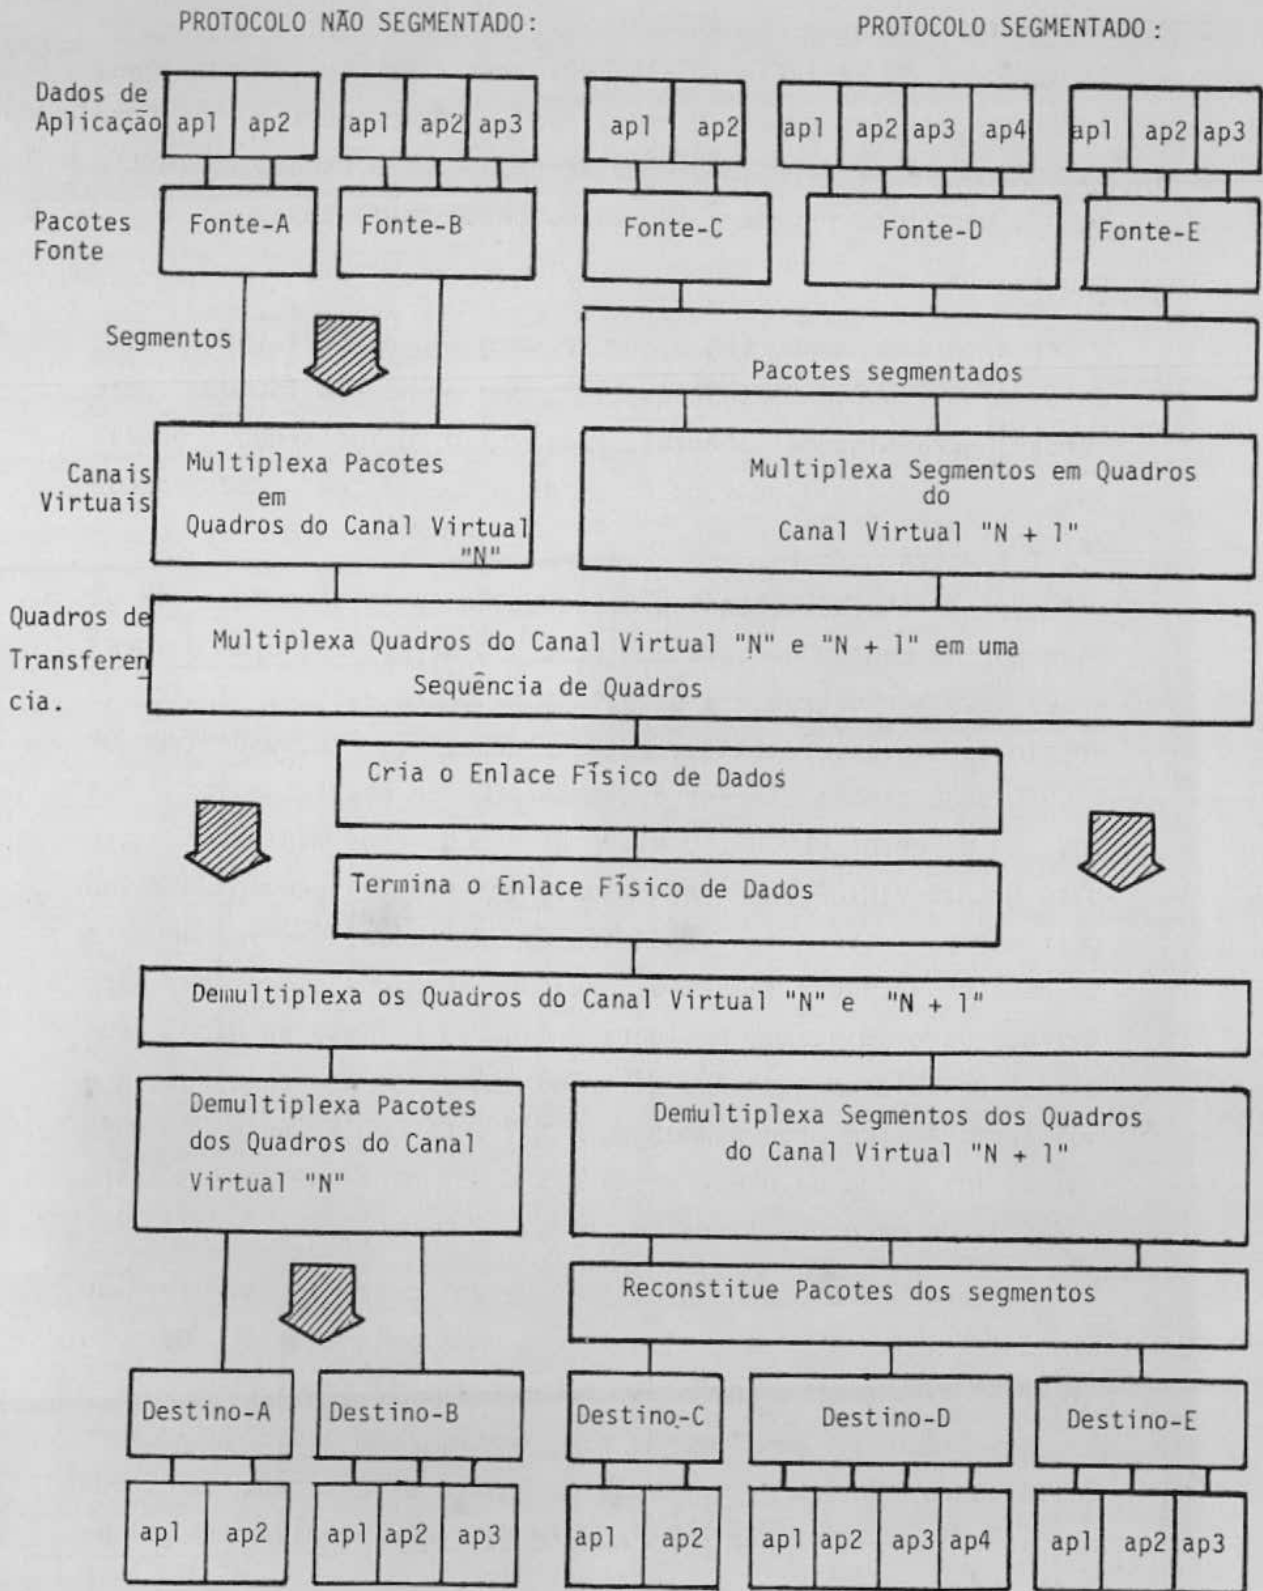 PROTOCOLO NÃO SEGMENTADO:
PROTOCOLO SEGMENTADO:
Dados de
Aplicação
ap1 ap2
ap1 ap2 ap3
ap1 ap2
ap1 ap2 ap3 ap4
ap1 ap2 ap3
Pacotes
Fonte
Fonte-A
Fonte-B
Fonte-C
Fonte-D
Fonte-E
Segmentos
Pacotes segmentados
Canais
Virtuais
Multiplexa Pacotes
em
Quadros do Canal Virtual
"N"
Multiplexa Segmentos em Quadros
do
Canal Virtual "N + 1"
Quadros de
Transferen
cia.
Multiplexa Quadros do Canal Virtual "N" e "N + 1" em uma
Sequência de Quadros
Cria o Enlace Físico de Dados
Termina o Enlace Físico de Dados
Demultiplexa os Quadros do Canal Virtual "N" e "N + 1"
Demultiplexa Pacotes
dos Quadros do Canal
Virtual "N"
Demultiplexa Segmentos dos Quadros
do Canal Virtual "N + 1"
Reconstitue Pacotes dos segmentos
Destino-A
Destino-B
Destino-C
Destino-D
Destino-E
ap1 ap2
ap1 ap2 ap3
ap1 ap2
ap1 ap2 ap3 ap4
ap1 ap2 ap3